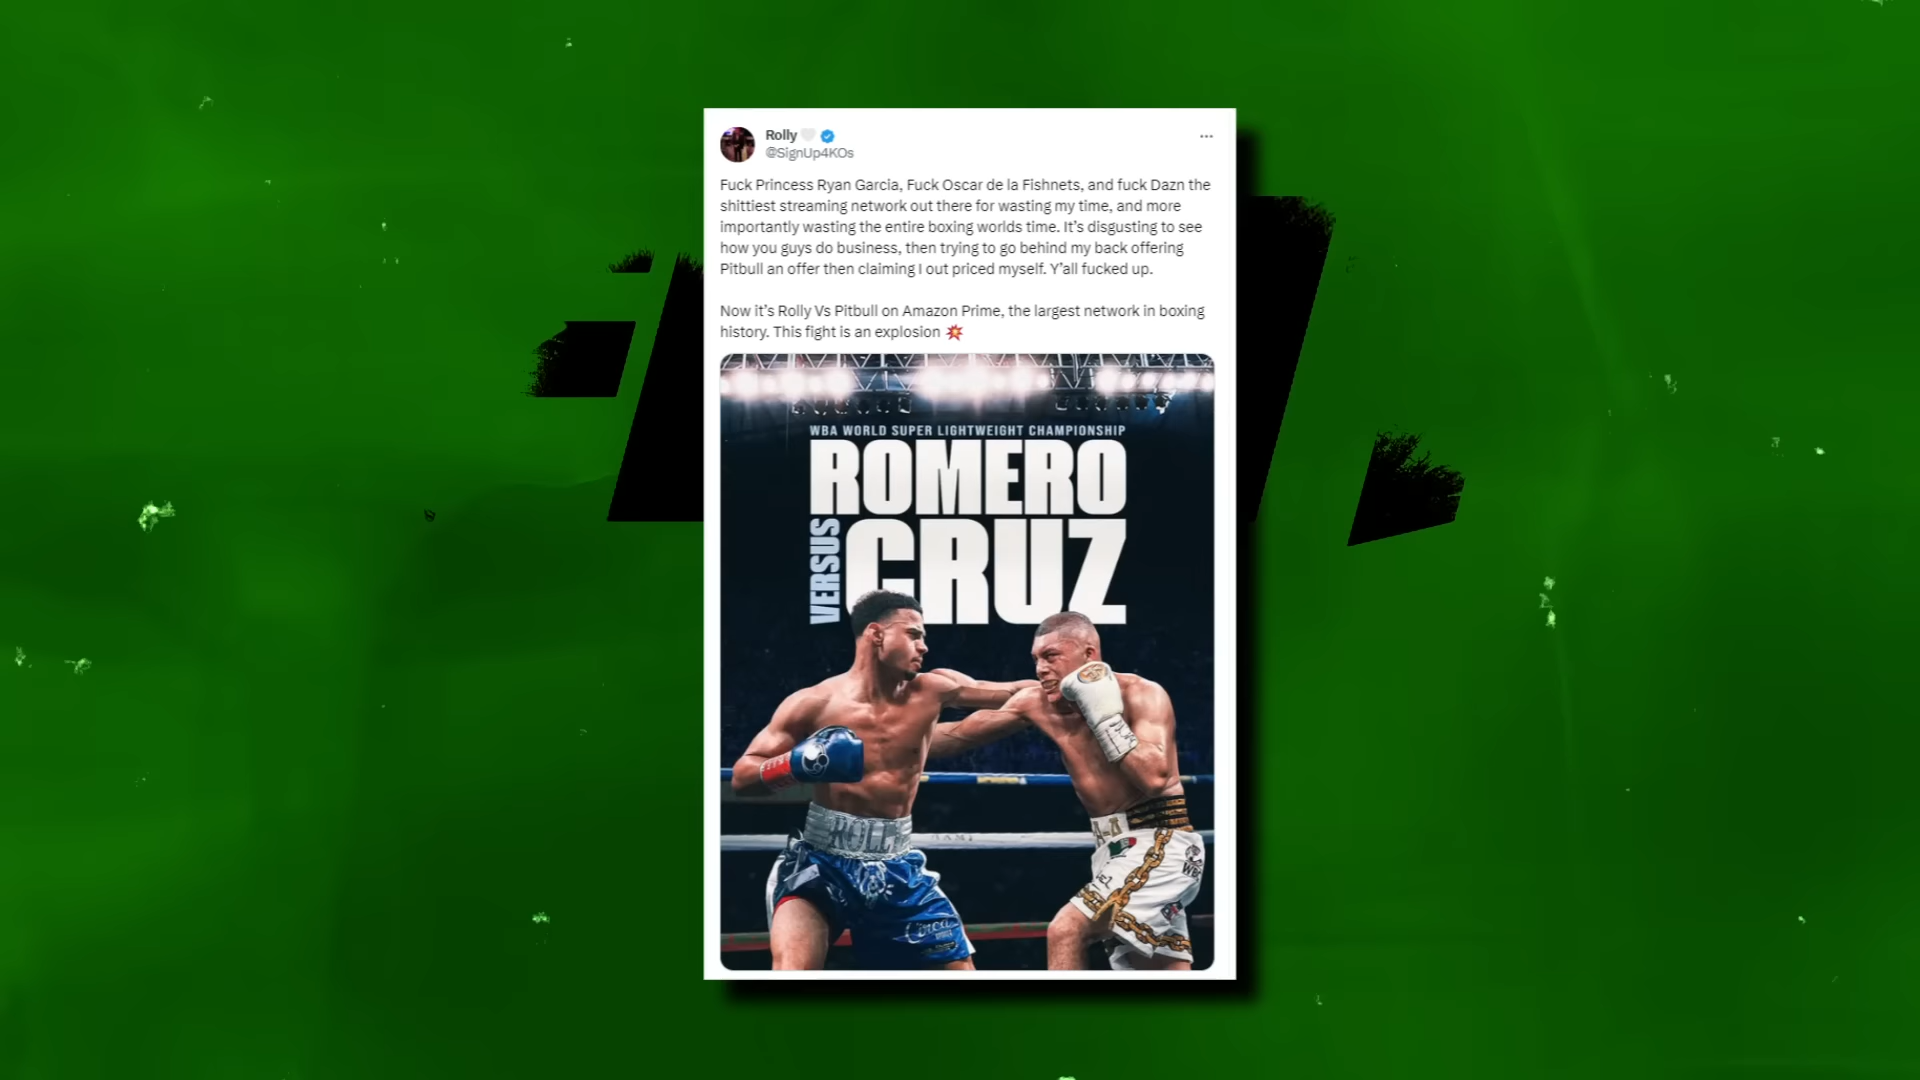 Rolly
@SignUp4KOs
Fuck Princess Ryan Garcia, Fuck Oscar de la Fishnets, and fuck Dazn the
shittiest streaming network out there for wasting my time, and more
importantly wasting the entire boxing worlds time. It’s disgusting to see
how you guys do business, then trying to go behind my back offering
Pitbull an offer then claiming I out priced myself. Y’all fucked up.
Now it’s Rolly Vs Pitbull on Amazon Prime, the largest network in boxing
history. This fight is an explosion 💥
WBA WORLD SUPER LIGHTWEIGHT CHAMPIONSHIP
ROMERO
VERSUS
CRUZ
ROLLY
Circa
WBC